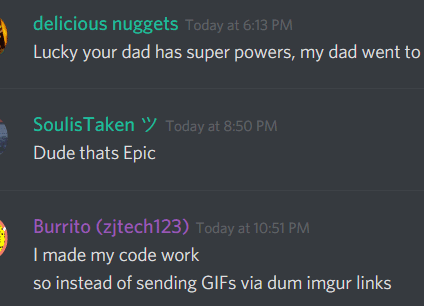 delicious nuggets Today at 6:13 PM
Lucky your dad has super powers, my dad went to
SoulisTaken ツ Today at 8:50 PM
Dude thats Epic
Burrito (zjtech123) Today at 10:51 PM
I made my code work
so instead of sending GIFs via dum imgur links